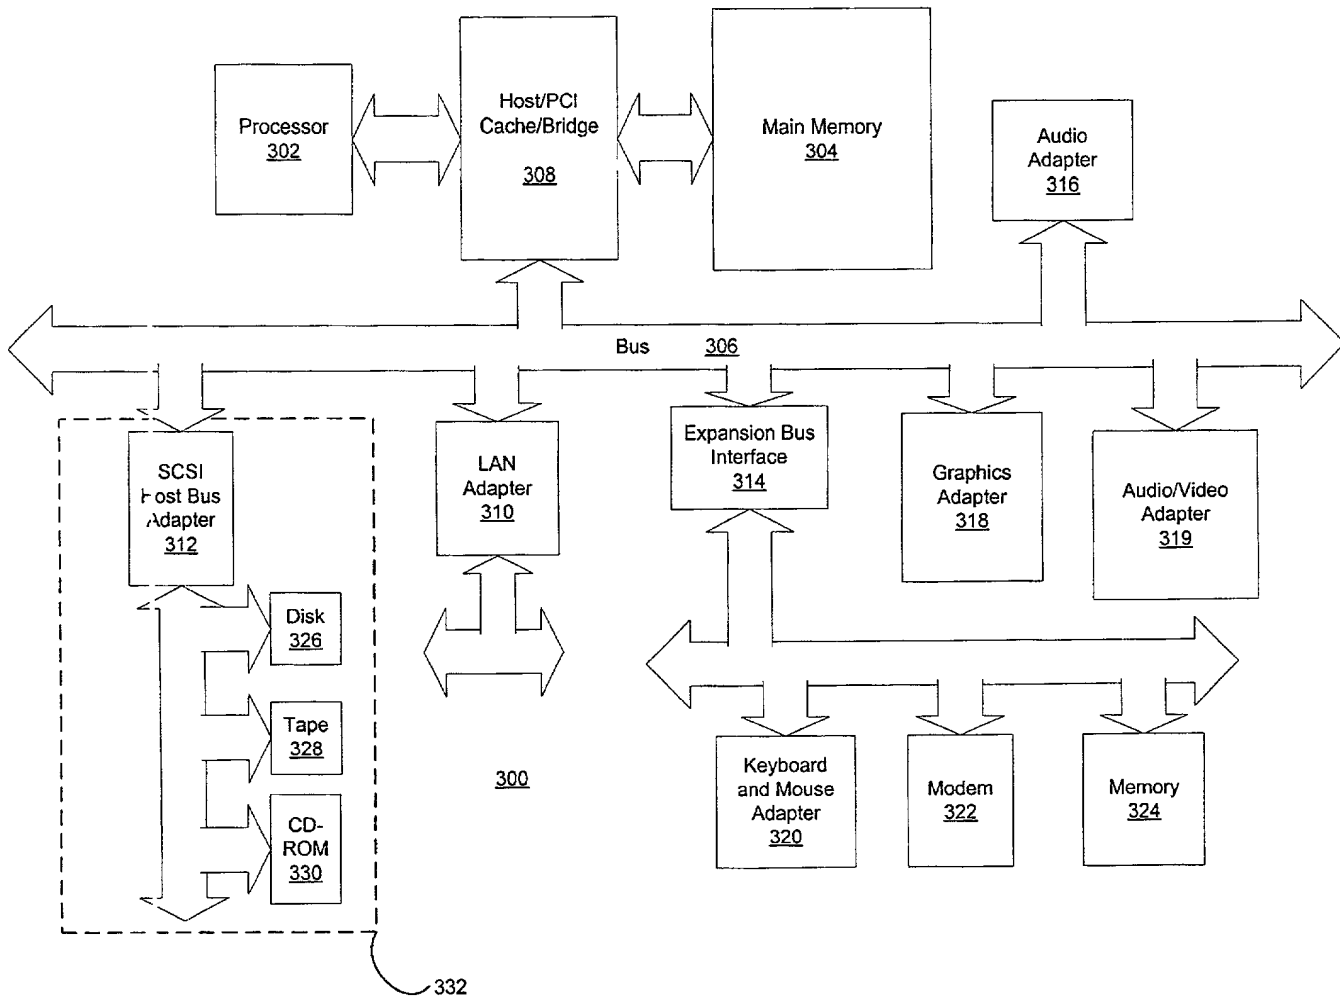 Processor
302
Host/PCI
Cache/Bridge
308
Main Memory
304
Audio
Adapter
316
Bus 306
SCSI
Host Bus
Adapter
312
LAN
Adapter
310
Expansion Bus
Interface
314
Graphics
Adapter
318
Audio/Video
Adapter
319
Disk
326
Tape
328
CD-
ROM
330
300
Keyboard
and Mouse
Adapter
320
Modem
322
Memory
324
332